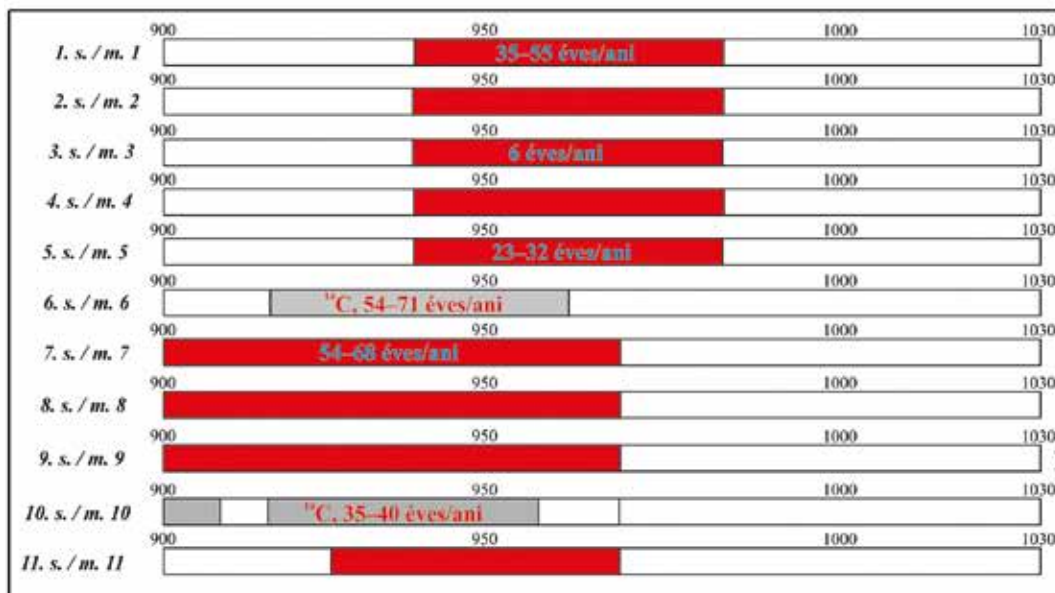 900 950 1000 1030
1. s. / m. 1 35–55 éves/ani
900 950 1000 1030
2. s. / m. 2
900 950 1000 1030
3. s. / m. 3 6 éves/ani
900 950 1000 1030
4. s. / m. 4
900 950 1000 1030
5. s. / m. 5 23–32 éves/ani
900 950 1000 1030
6. s. / m. 6 ¹⁴C, 54–71 éves/ani
900 950 1000 1030
7. s. / m. 7 54–68 éves/ani
900 950 1000 1030
8. s. / m. 8
900 950 1000 1030
9. s. / m. 9
900 950 1000 1030
10. s. / m. 10 ¹⁴C, 35–40 éves/ani
900 950 1000 1030
11. s. / m. 11